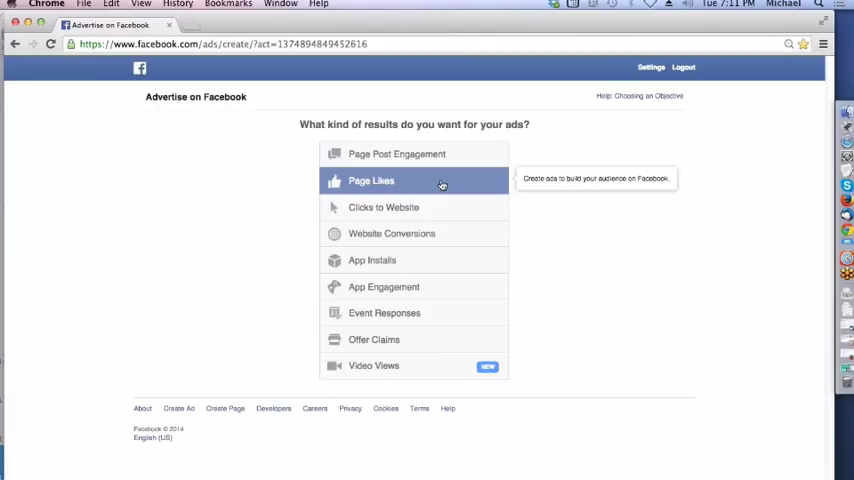 Chrome File Edit View History Bookmarks Window Help Tue 7:11 PM Michael
Advertise on Facebook
https://www.facebook.com/ads/create/?act=1374894849452616
Settings Logout
Advertise on Facebook
Help: Choosing an Objective
What kind of results do you want for your ads?
Page Post Engagement
Page Likes
Create ads to build your audience on Facebook.
Clicks to Website
Website Conversions
App Installs
App Engagement
Event Responses
Offer Claims
Video Views NEW
About Create Ad Create Page Developers Careers Privacy Cookies Terms Help
Facebook © 2014
English (US)